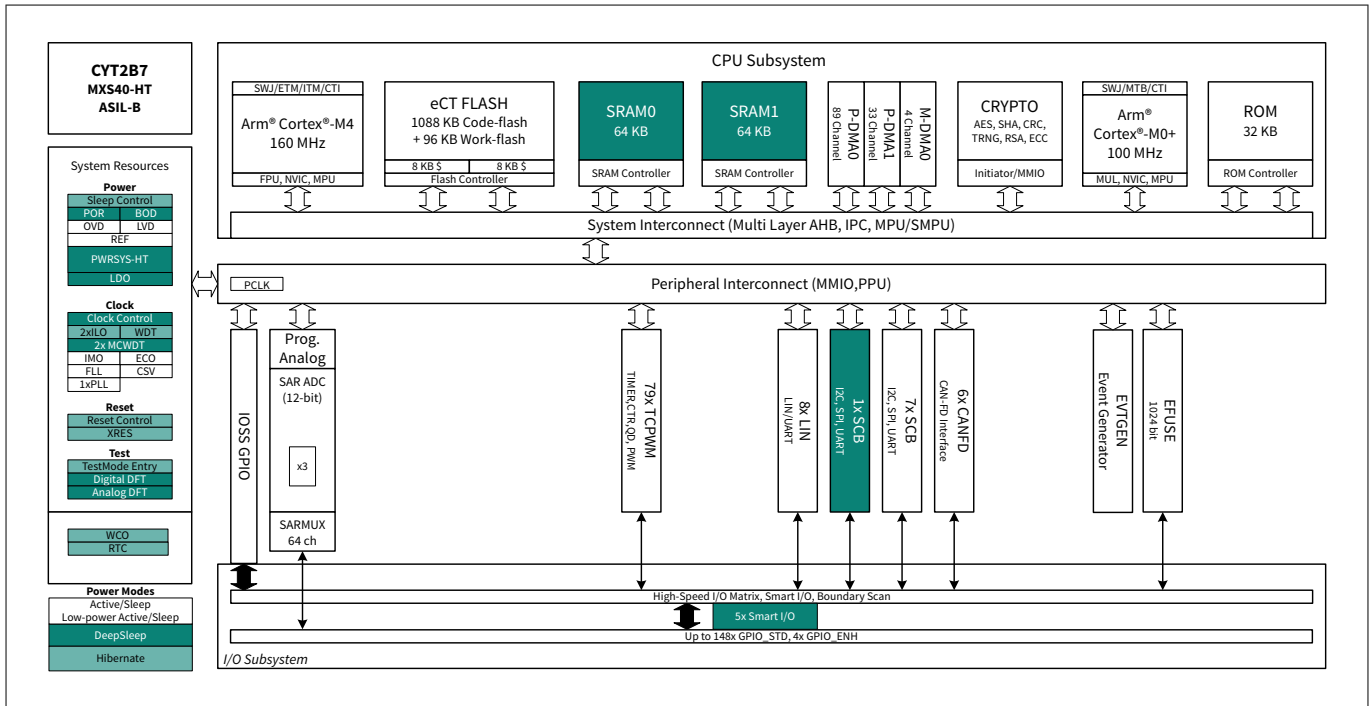 CYT2B7
MXS40-HT
ASIL-B
System Resources
Power
Sleep Control
POR BOD
OVD LVD
REF
PWRSYS-HT
LDO
Clock
Clock Control
2xILO WDT
2x MCWDT
IMO ECO
FLL CSV
1xPLL
Reset
Reset Control
XRES
Test
TestMode Entry
Digital DFT
Analog DFT
WCO
RTC
Power Modes
Active/Sleep
Low-power Active/Sleep
DeepSleep
Hibernate
CPU Subsystem
SWJ/ETM/ITM/CTI
Arm® Cortex®-M4
160 MHz
FPU, NVIC, MPU
eCT FLASH
1088 KB Code-flash
+ 96 KB Work-flash
8 KB $ 8 KB $
Flash Controller
SRAM0
64 KB
SRAM Controller
SRAM1
64 KB
SRAM Controller
P-DMA0
89 Channel
P-DMA1
33 Channel
M-DMA0
4 Channel
CRYPTO
AES, SHA, CRC,
TRNG, RSA, ECC
Initiator/MMIO
SWJ/MTB/CTI
Arm®
Cortex®-M0+
100 MHz
MUL, NVIC, MPU
ROM
32 KB
ROM Controller
System Interconnect (Multi Layer AHB, IPC, MPU/SMPU)
PCLK
Peripheral Interconnect (MMIO,PPU)
IOSS GPIO
Prog.
Analog
SAR ADC
(12-bit)
x3
SARMUX
64 ch
79x TCPWM
TIMER,CTR,QD, PWM
8x LIN
LIN/UART
1x SCB
I2C, SPI, UART
7x SCB
I2C, SPI, UART
6x CANFD
CAN-FD Interface
EVTGEN
Event Generator
EFUSE
1024 bit
High-Speed I/O Matrix, Smart I/O, Boundary Scan
5x Smart I/O
Up to 148x GPIO_STD, 4x GPIO_ENH
I/O Subsystem